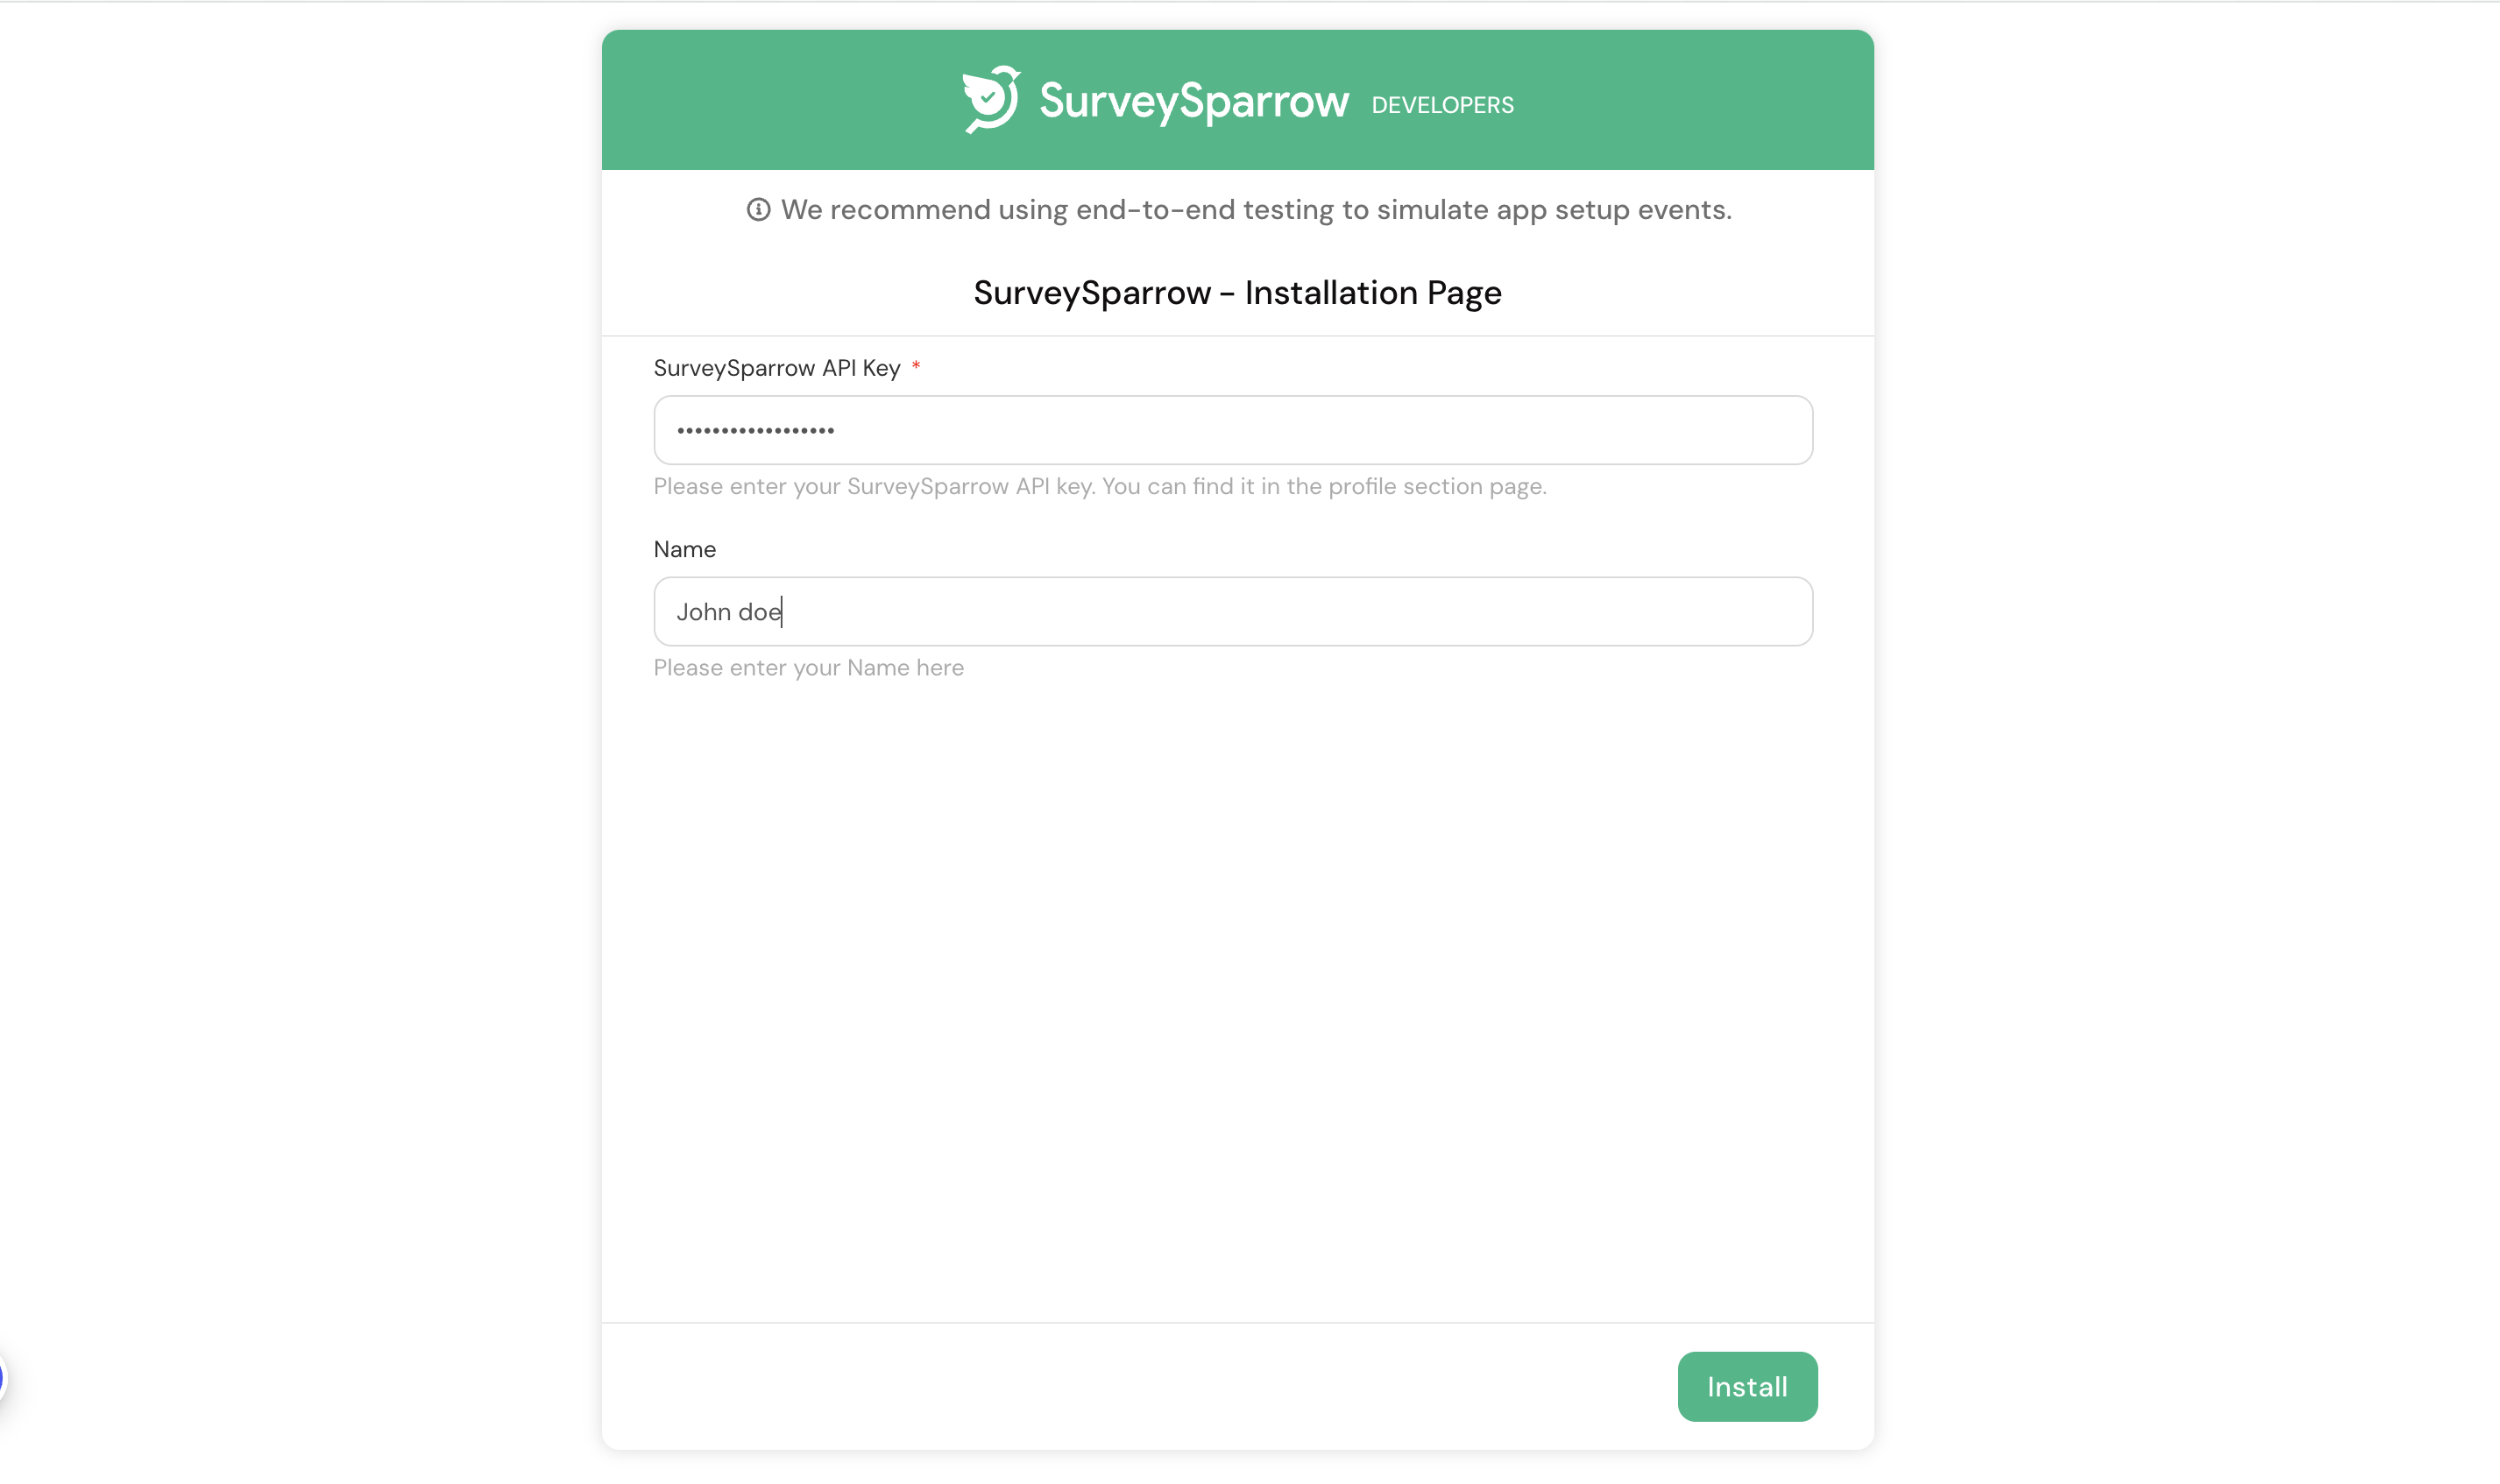 SurveySparrow DEVELOPERS
We recommend using end-to-end testing to simulate app setup events.
SurveySparrow - Installation Page
SurveySparrow API Key *
••••••••••••••••••
Please enter your SurveySparrow API key. You can find it in the profile section page.
Name
John doe
Please enter your Name here
Install